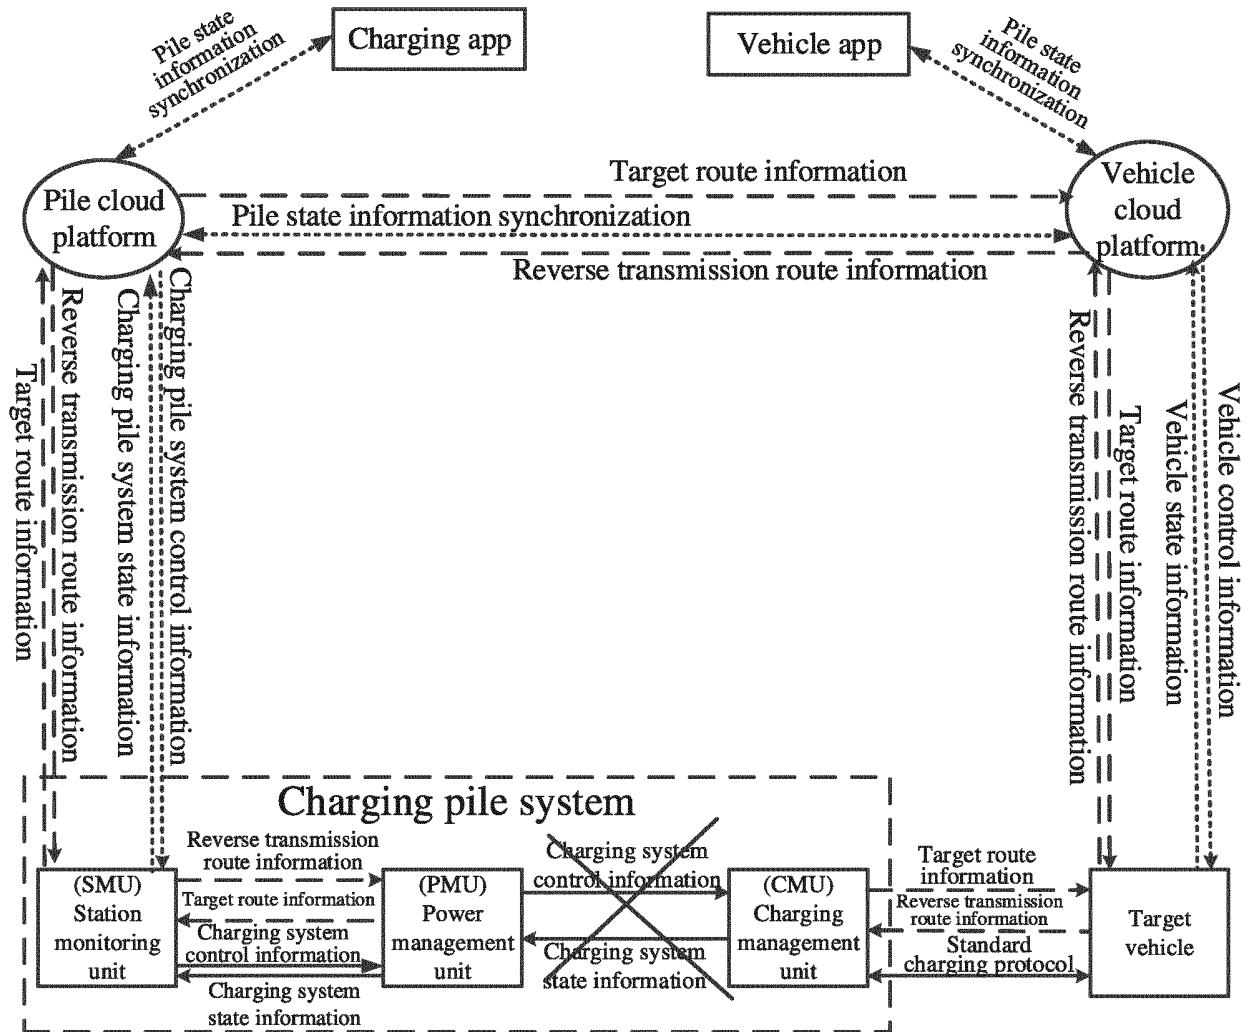 Pile state
information
synchronization
Charging app
Vehicle app
Pile state
information
synchronization
Pile cloud
platform
Target route information
Pile state information synchronization
Reverse transmission route information
Vehicle
cloud
platform
Target route information
Reverse transmission route information
Charging pile system state information
Charging pile system control information
Reverse transmission route information
Target route information
Vehicle state information
Vehicle control information
Charging pile system
(SMU)
Station
monitoring
unit
Reverse transmission
route information
Target route information
Charging system
control information
Charging system
state information
(PMU)
Power
management
unit
Charging system
control information
Charging system
state information
(CMU)
Charging
management
unit
Target route
information
Reverse transmission
route information
Standard
charging protocol
Target
vehicle